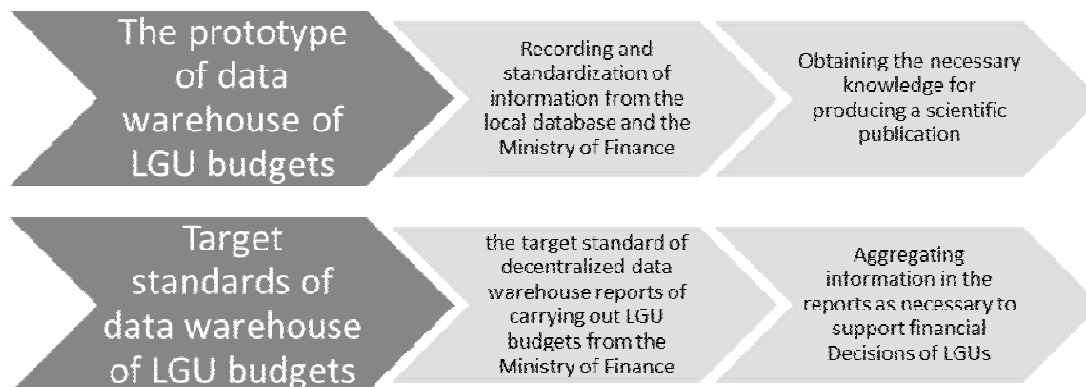 The prototype
of data
warehouse of
LGU budgets
Recording and
standardization of
information from the
local database and the
Ministry of Finance
Obtaining the necessary
knowledge for
producing a scientific
publication
Target
standards of
data warehouse
of LGU budgets
the target standard of
decentralized data
warehouse reports of
carrying out LGU
budgets from the
Ministry of Finance
Aggregating
information in the
reports as necessary to
support financial
Decisions of LGUs